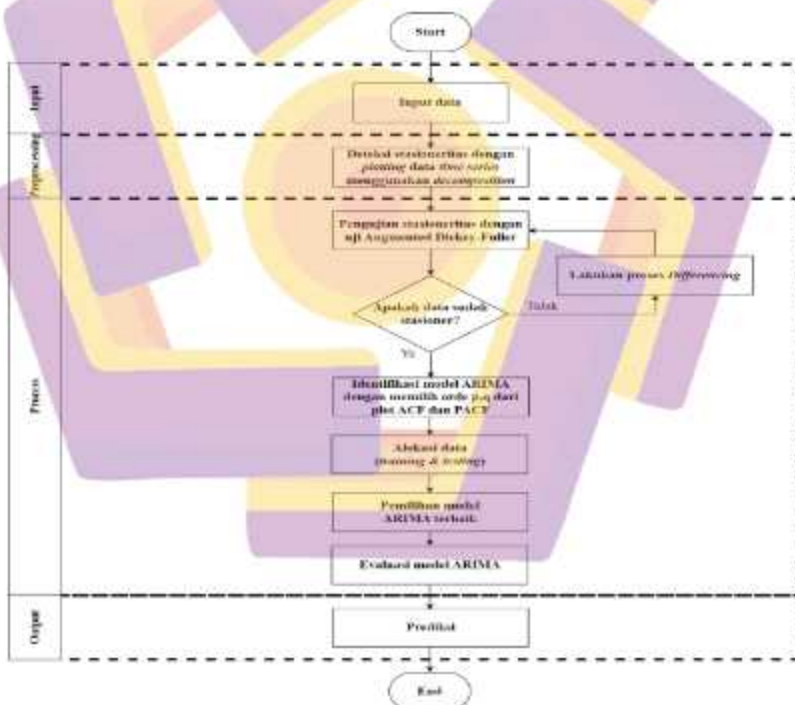 Start
Input
Input data
Preprocessing
Deteksi stasioneritas dengan
plotting data time series
menggunakan decomposition
Process
Pengujian stasioneritas dengan
uji Augmented Dickey-Fuller
Lakukan proses Differencing
Apakah data sudah
stasioner?
Tidak
Ya
Identifikasi model ARIMA
dengan memilih orde p,q dari
plot ACF dan PACF
Alokasi data
(training & testing)
Pemilihan model
ARIMA terbaik
Evaluasi model ARIMA
Output
Prediksi
End